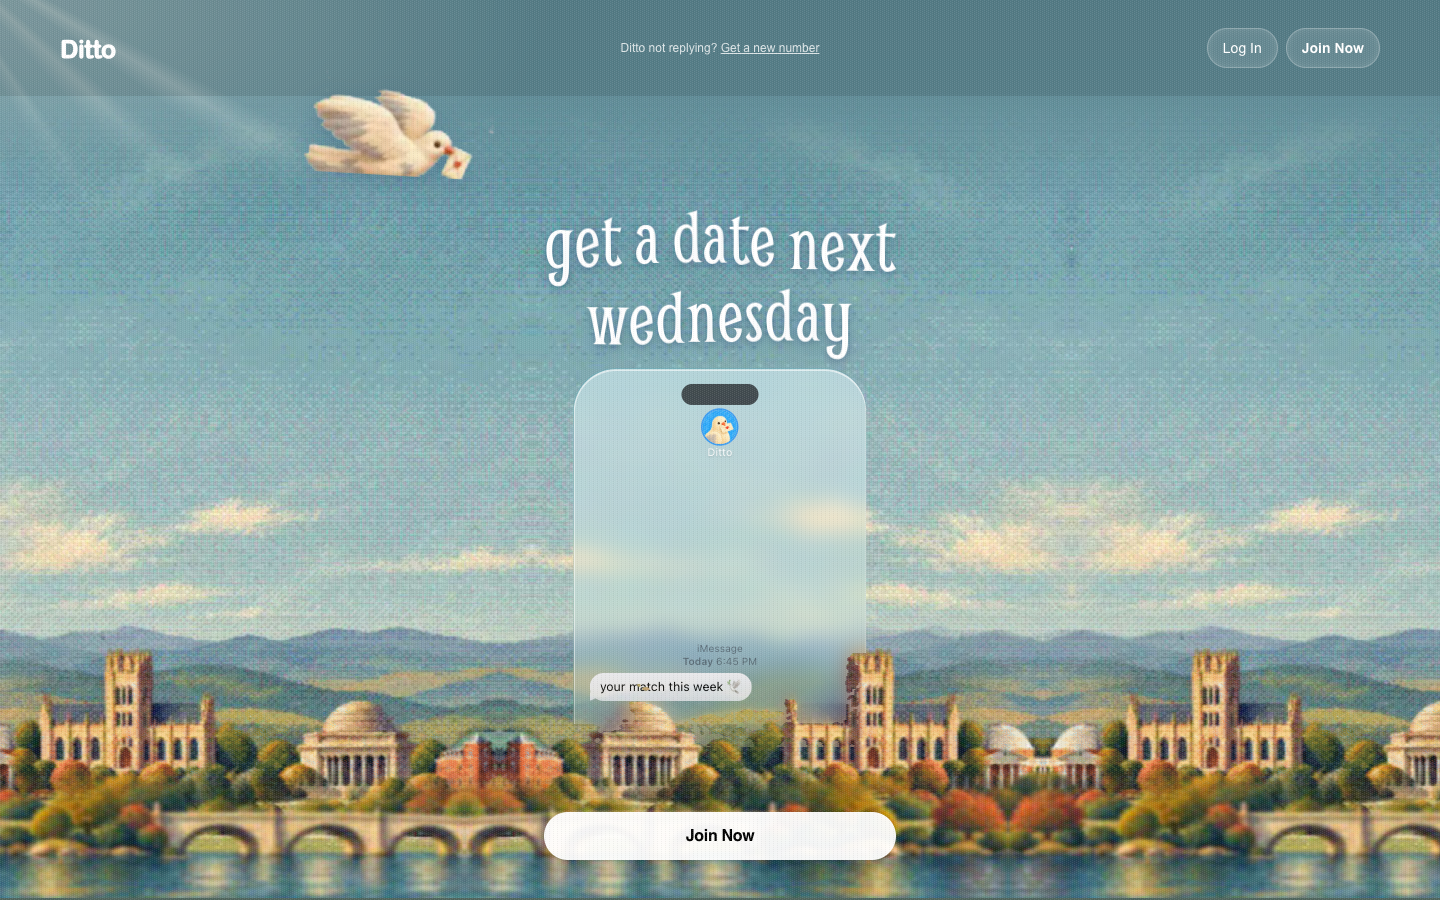 Ditto
Ditto not replying? Get a new number
Log In
Join Now
get a date next
wednesday
Ditto
iMessage
Today 6:45 PM
your match this week 🕊️
Join Now